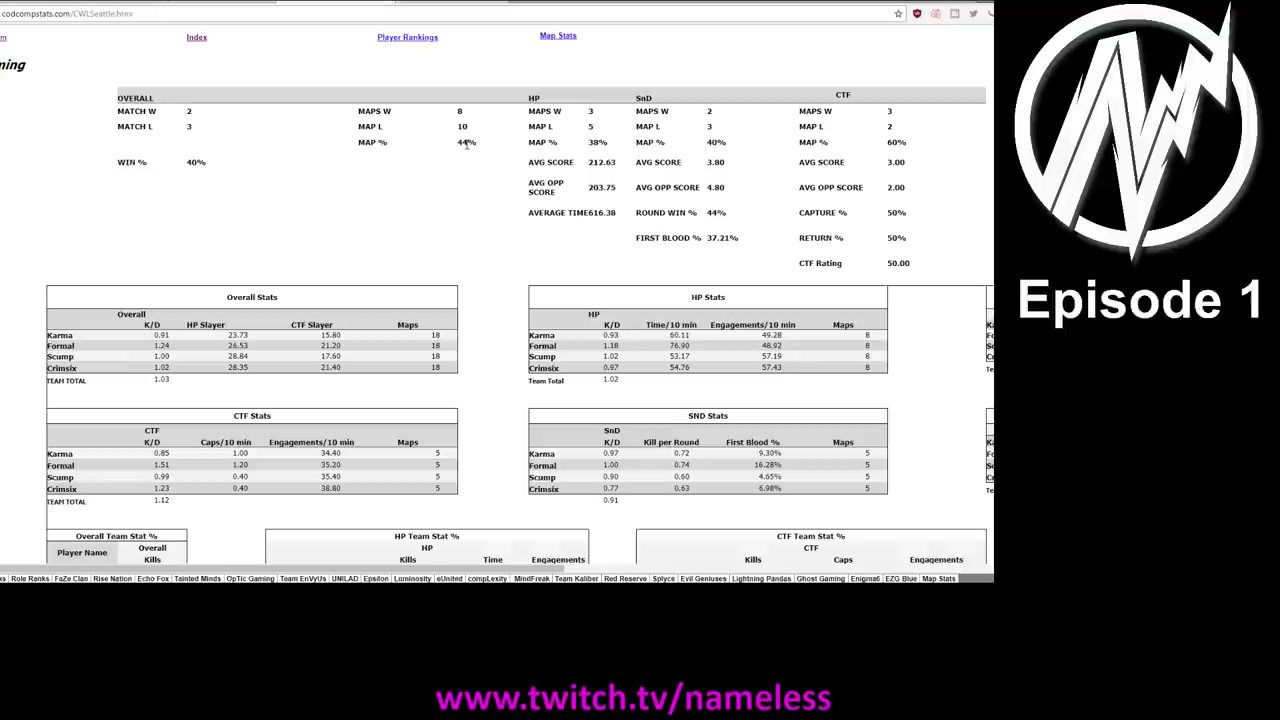 codcompstats.com/CWLSeattle.html
m Index Player Rankings Map Stats
ning
OVERALL HP SnD CTF
MATCH W 2 MAPS W 8 MAPS W 3 MAPS W 2 MAPS W 3
MATCH L 3 MAP L 10 MAP L 5 MAP L 3 MAP L 2
MAP % 44% MAP % 38% MAP % 40% MAP % 60%
WIN % 40% AVG SCORE 212.63 AVG SCORE 3.80 AVG SCORE 3.00
AVG OPP SCORE 203.75 AVG OPP SCORE 4.80 AVG OPP SCORE 2.00
AVERAGE TIME616.38 ROUND WIN % 44% CAPTURE % 50%
FIRST BLOOD % 37.21% RETURN % 50%
CTF Rating 50.00
Overall Stats
Overall
K/D HP Slayer CTF Slayer Maps
Karma 0.91 23.73 15.80 18
Formal 1.24 26.53 21.20 18
Scump 1.00 28.84 17.60 18
Crimsix 1.02 28.35 21.40 18
TEAM TOTAL 1.03
HP Stats
HP
K/D Time/10 min Engagements/10 min Maps
Karma 0.93 60.11 49.28 8
Formal 1.18 76.90 48.92 8
Scump 1.02 53.17 57.19 8
Crimsix 0.97 54.76 57.43 8
Team Total 1.02
CTF Stats
CTF
K/D Caps/10 min Engagements/10 min Maps
Karma 0.85 1.00 34.40 5
Formal 1.51 1.20 35.20 5
Scump 0.99 0.40 35.40 5
Crimsix 1.23 0.40 38.80 5
TEAM TOTAL 1.12
SND Stats
SnD
K/D Kill per Round First Blood % Maps
Karma 0.97 0.72 9.30% 5
Formal 1.00 0.74 16.28% 5
Scump 0.90 0.60 4.65% 5
Crimsix 0.77 0.63 6.98% 5
0.91
Overall Team Stat %
Player Name Overall
Kills
HP Team Stat %
HP
Kills Time Engagements
CTF Team Stat %
CTF
Kills Caps Engagements
ks Role Ranks FaZe Clan Rise Nation Echo Fox Tainted Minds OpTic Gaming Team EnVyUs UNILAD Epsilon Luminosity eUnited compLexity MindFreak Team Kaliber Red Reserve Splyce Evil Geniuses Lightning Pandas Ghost Gaming Enigma6 EZG Blue Map Stats
Episode 1
www.twitch.tv/nameless